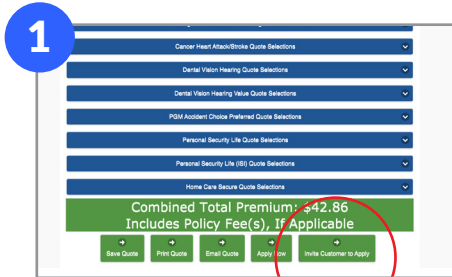 1
Cancer Heart Attack/Stroke Quote Selections
Dental Vision Hearing Quote Selections
Dental Vision Hearing Value Quote Selections
PGM Accident Choice Preferred Quote Selections
Personal Security Life Quote Selections
Personal Security Life (ISI) Quote Selections
Home Care Secure Quote Selections
Combined Total Premium: $42.86
Includes Policy Fee(s), If Applicable
Save Quote Print Quote Email Quote Apply Now Invite Customer to Apply